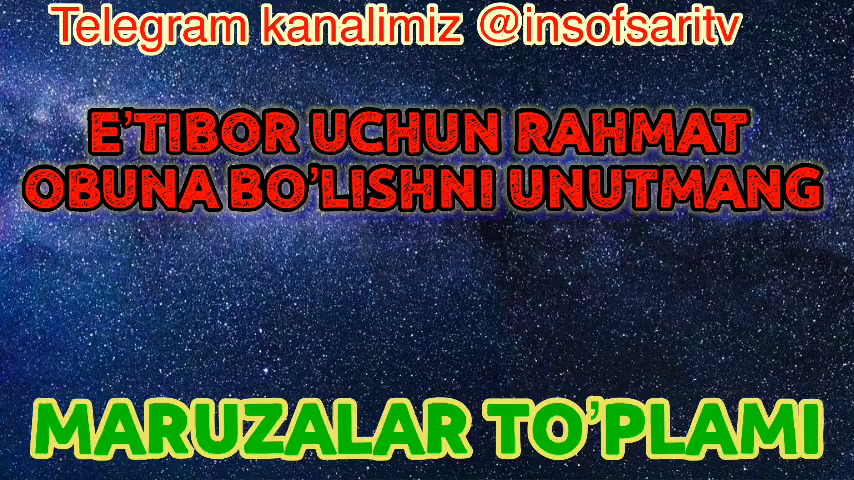 Telegram kanalimiz @insofsaritv
E’TIBOR UCHUN RAHMAT
OBUNA BO’LISHNI UNUTMANG
MARUZALAR TO’PLAMI